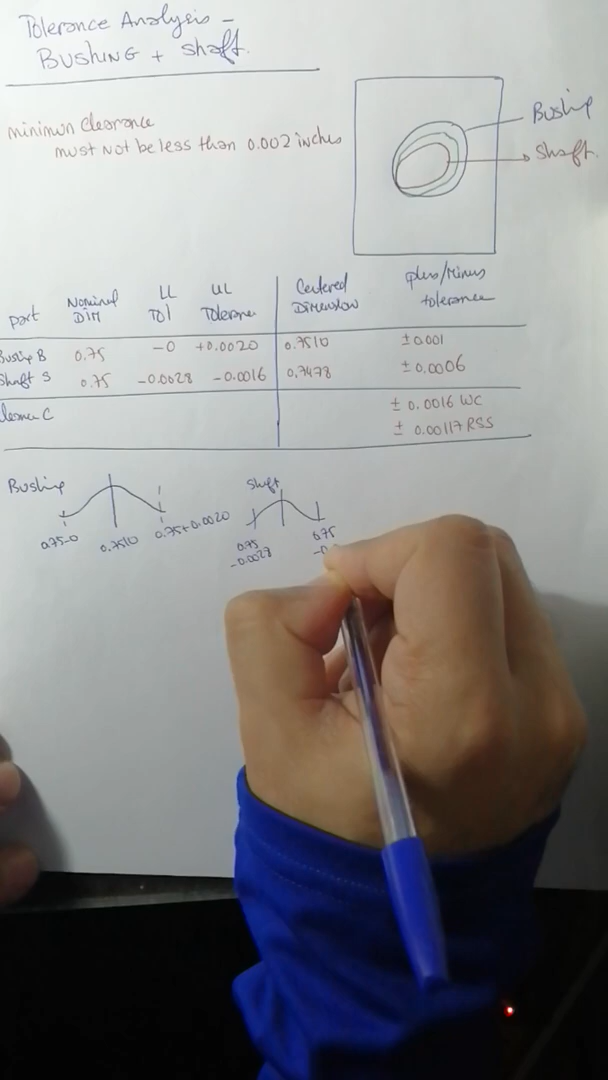 Tolerance Analysis -
BUSHING + Shaft.
minimun Clearance
must not be less than 0.002 inches
Bushing
Shaft.
part Nominal DIM LL Tol UL Tolerance Centered DIMENSION plus/Minus tolerance
Bushing B 0.75 -0 +0.0020 0.7510 ±0.001
Shaft S 0.75 -0.0028 -0.0016 0.7478 ±0.0006
C ± 0.0016 WC
± 0.00117 RSS
Bushing
0.75-0 0.7510 0.75+0.0020
Shaft
0.75 -0.0028
0.75